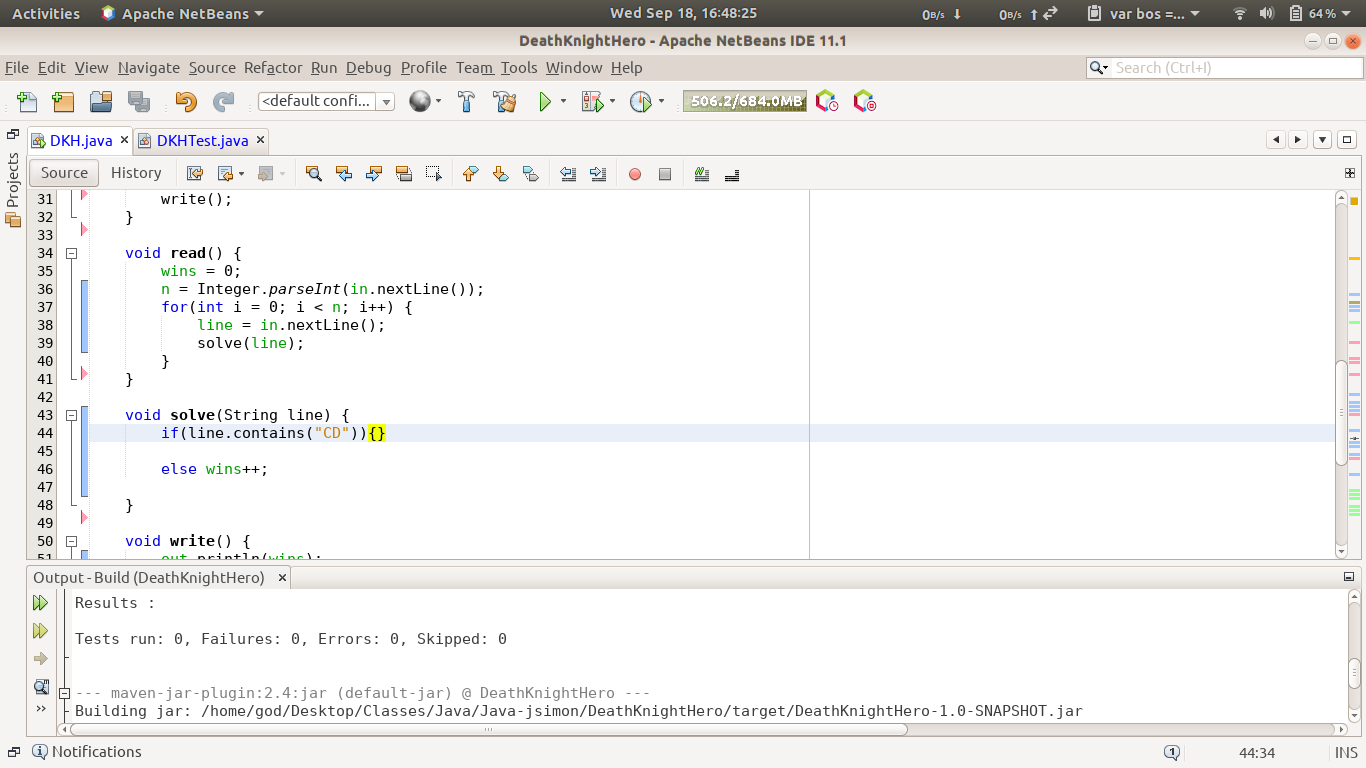 Activities Apache NetBeans Wed Sep 18, 16:48:25 0B/s 0B/s var bos =... 64%
DeathKnightHero - Apache NetBeans IDE 11.1
File Edit View Navigate Source Refactor Run Debug Profile Team Tools Window Help Search (Ctrl+I)
<default confi... 506.2/684.0MB
DKH.java DKHTest.java
Projects
Source History
31 write();
32 }
33
34 void read() {
35 wins = 0;
36 n = Integer.parseInt(in.nextLine());
37 for(int i = 0; i < n; i++) {
38 line = in.nextLine();
39 solve(line);
40 }
41 }
42
43 void solve(String line) {
44 if(line.contains("CD")){}
45
46 else wins++;
47
48 }
49
50 void write() {
51 out.println(wins);
Output - Build (DeathKnightHero)
Results :
Tests run: 0, Failures: 0, Errors: 0, Skipped: 0
--- maven-jar-plugin:2.4:jar (default-jar) @ DeathKnightHero ---
Building jar: /home/god/Desktop/Classes/Java/Java-jsimon/DeathKnightHero/target/DeathKnightHero-1.0-SNAPSHOT.jar
Notifications 1 44:34 INS